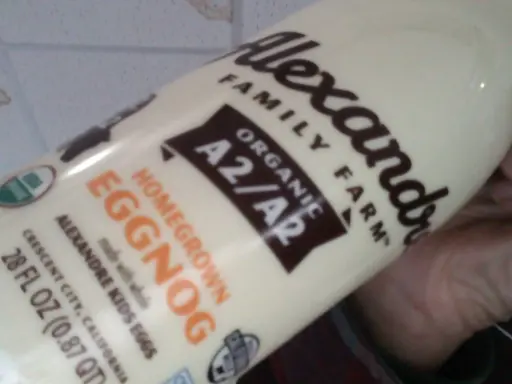 Alexandr
FAMILY FARM
ORGANIC
A2/A2
HOMEGROWN
EGGNOG
made with whole
ALEXANDRE KIDS EGGS
CRESCENT CITY, CALIFORNIA
28 FL OZ (0.87 QT)